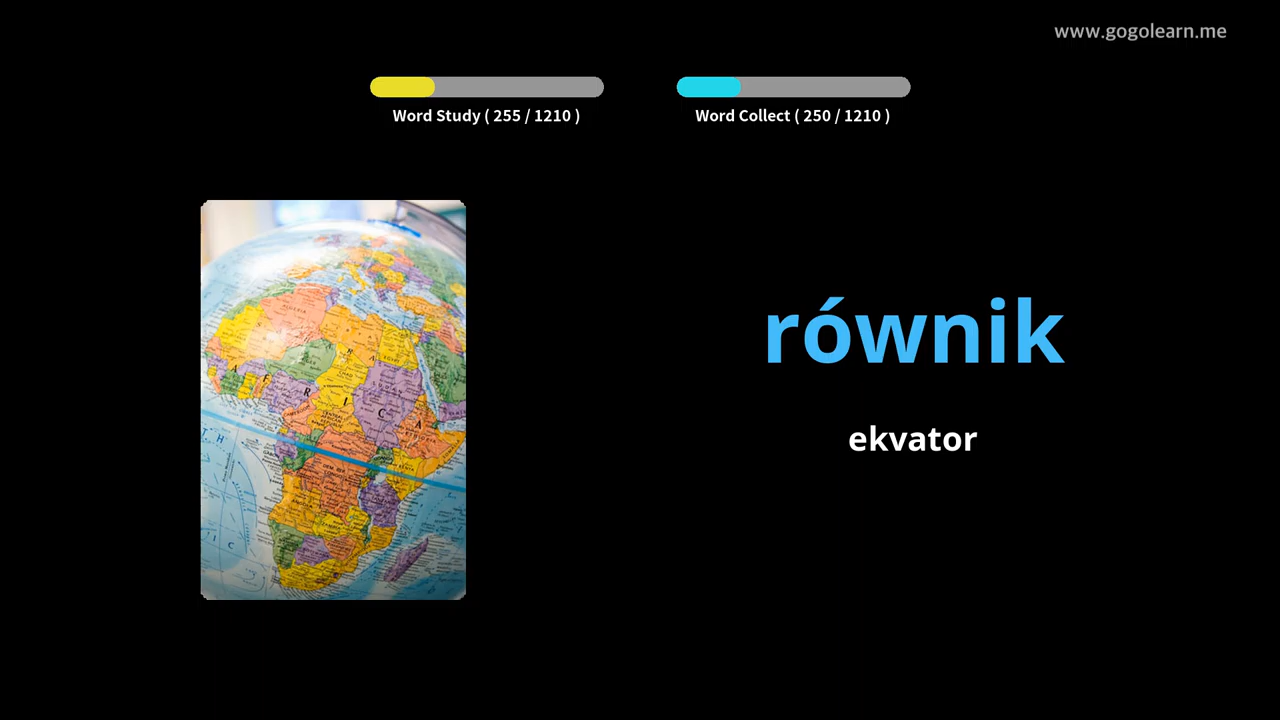 www.gogolearn.me
Word Study ( 255 / 1210 )
Word Collect ( 250 / 1210 )
równik
ekvator
A F R I C A